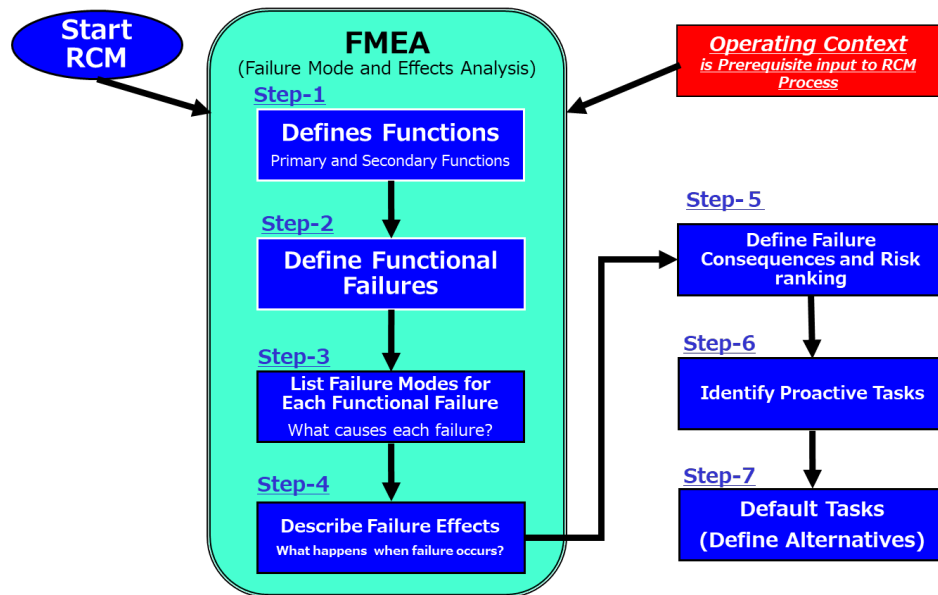 Start
RCM
FMEA
(Failure Mode and Effects Analysis)
Operating Context
is Prerequisite input to RCM
Process
Step-1
Defines Functions
Primary and Secondary Functions
Step-2
Define Functional
Failures
Step-3
List Failure Modes for
Each Functional Failure
What causes each failure?
Step-4
Describe Failure Effects
What happens when failure occurs?
Step- 5
Define Failure
Consequences and Risk
ranking
Step-6
Identify Proactive Tasks
Step-7
Default Tasks
(Define Alternatives)